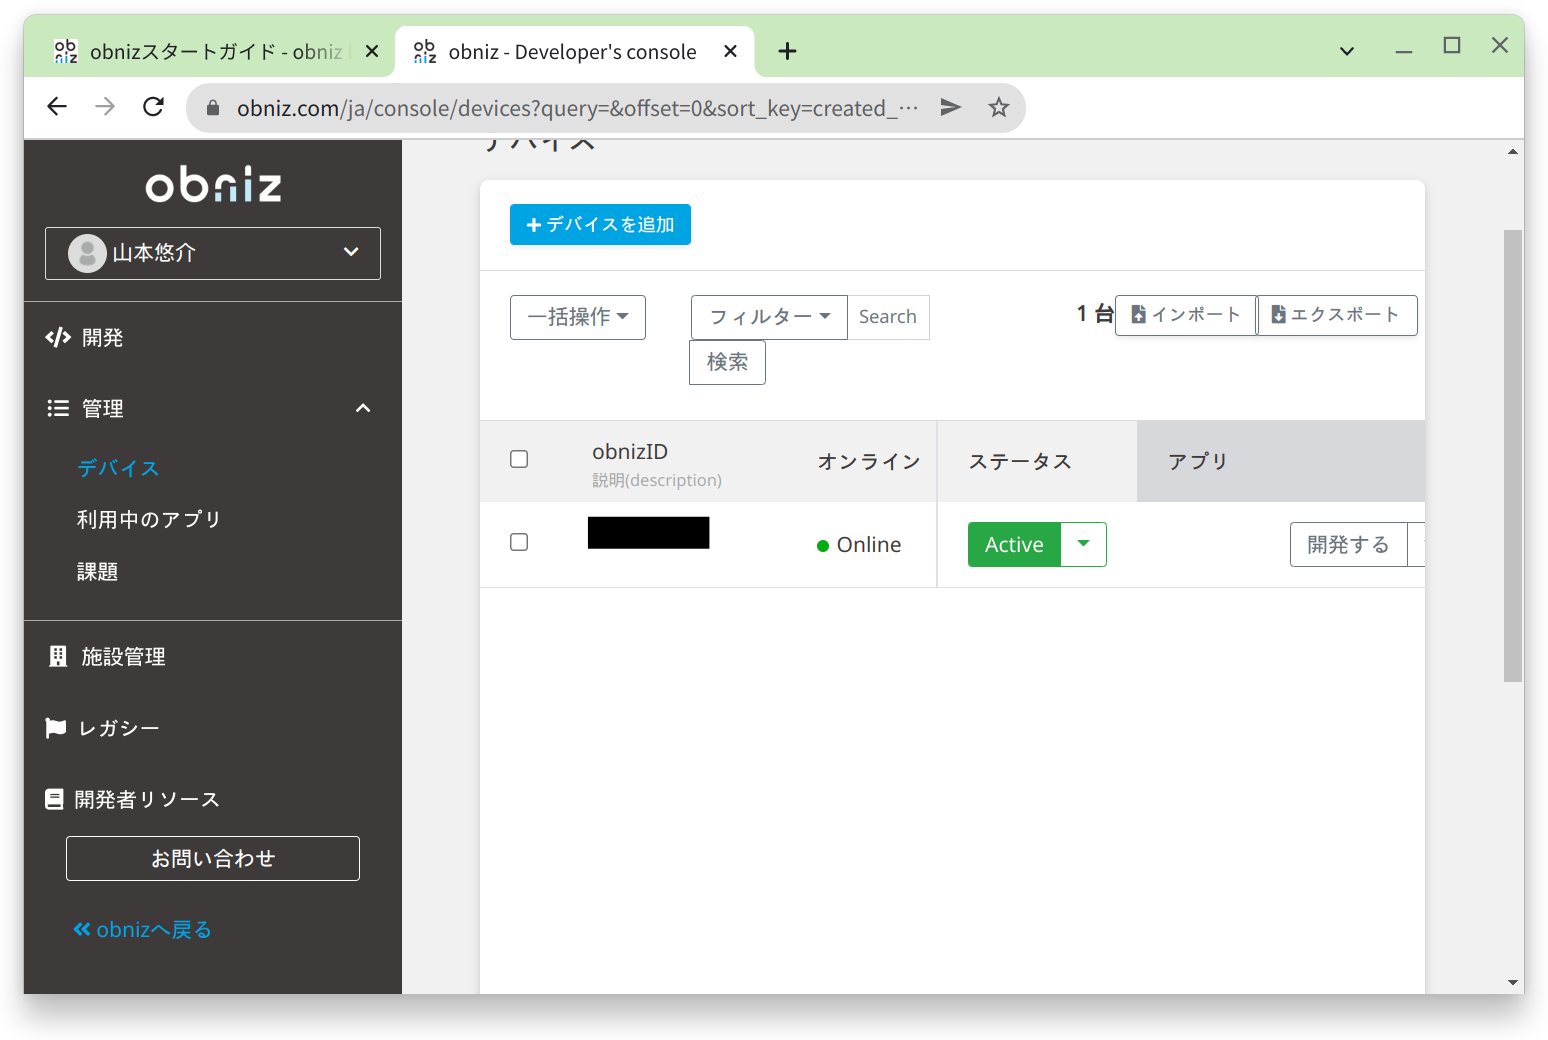 obnizスタートガイド - obniz
obniz - Developer's console
obniz.com/ja/console/devices?query=&offset=0&sort_key=created_…
obniz
山本悠介
開発
管理
デバイス
利用中のアプリ
課題
施設管理
レガシー
開発者リソース
お問い合わせ
obnizへ戻る
デバイス
デバイスを追加
一括操作
フィルター
Search
検索
1 台
インポート
エクスポート
obnizID
説明(description)
オンライン
ステータス
アプリ
Online
Active
開発する